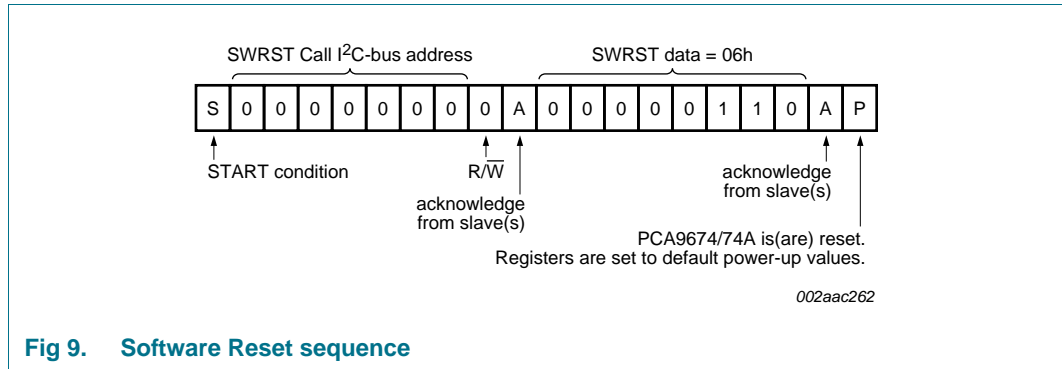 SWRST Call I2C-bus address
SWRST data = 06h
S 0 0 0 0 0 0 0 0 A 0 0 0 0 0 1 1 0 A P
START condition
R/W
acknowledge
from slave(s)
acknowledge
from slave(s)
PCA9674/74A is(are) reset.
Registers are set to default power-up values.
002aac262
Fig 9. Software Reset sequence